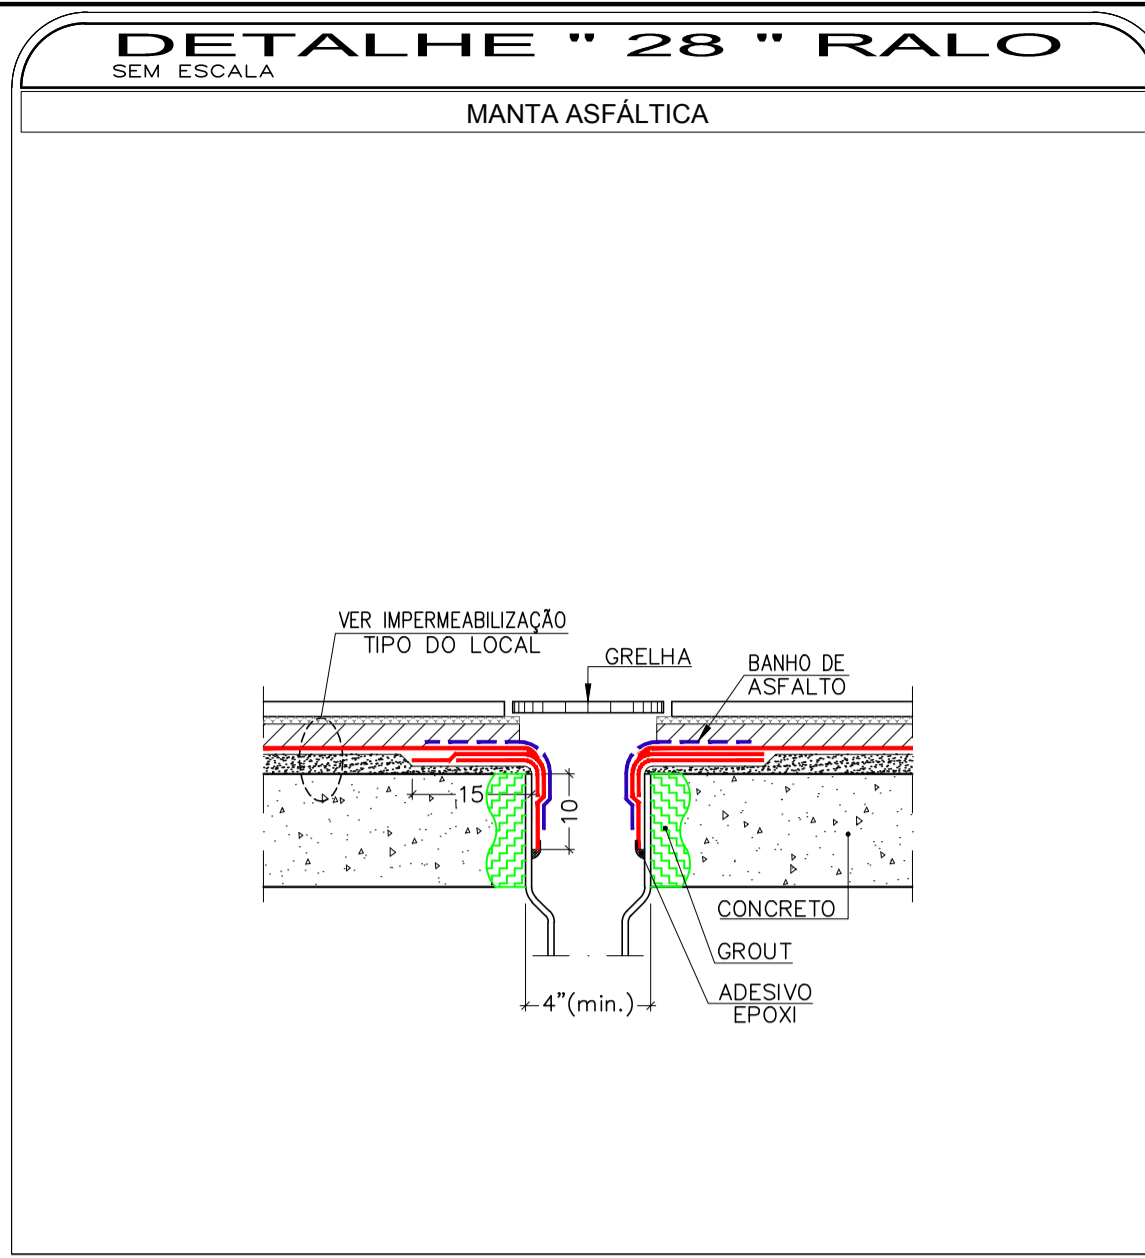 DETALHE " 28 " RALO
SEM ESCALA
MANTA ASFÁLTICA
VER IMPERMEABILIZAÇÃO
TIPO DO LOCAL
GRELHA
BANHO DE
ASFALTO
15
10
CONCRETO
GROUT
4"(min.)
ADESIVO
EPOXI